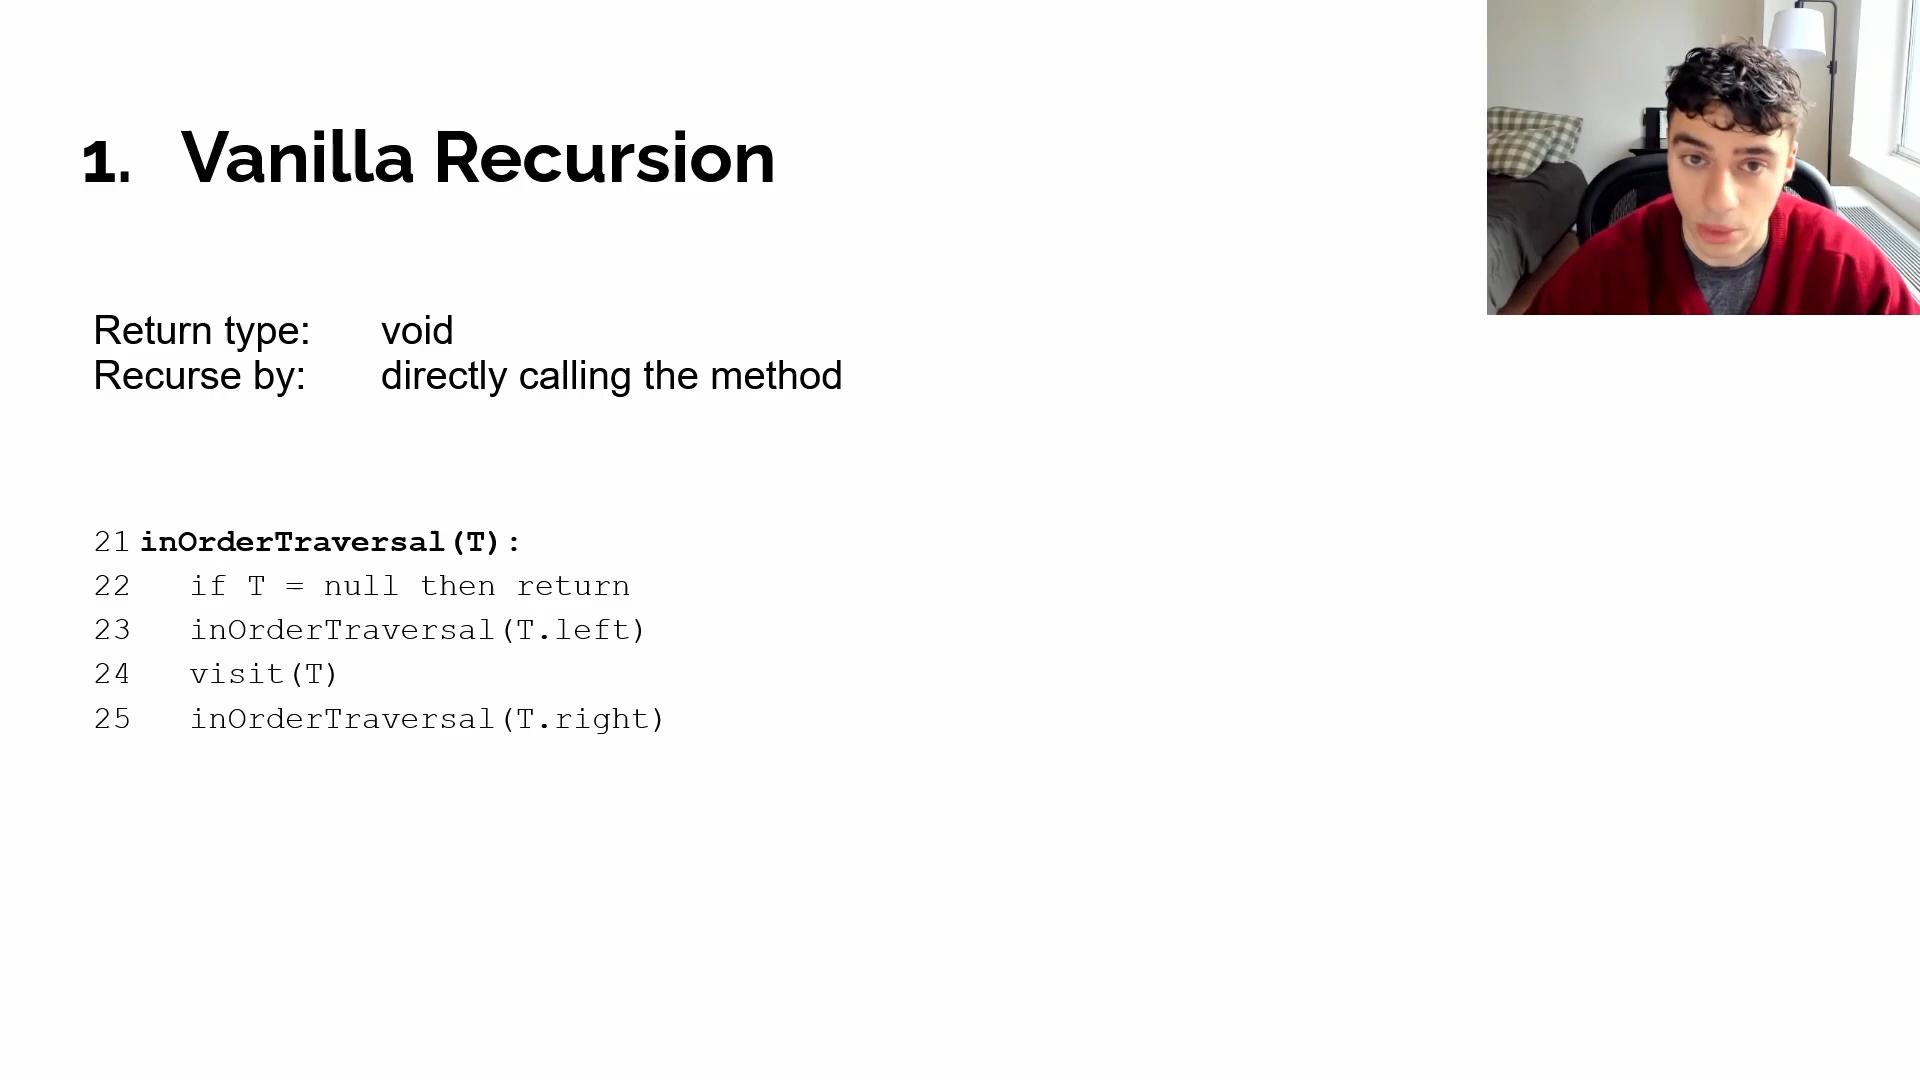 1. Vanilla Recursion
Return type: void
Recurse by: directly calling the method
21 inOrderTraversal(T):
22 if T = null then return
23 inOrderTraversal(T.left)
24 visit(T)
25 inOrderTraversal(T.right)